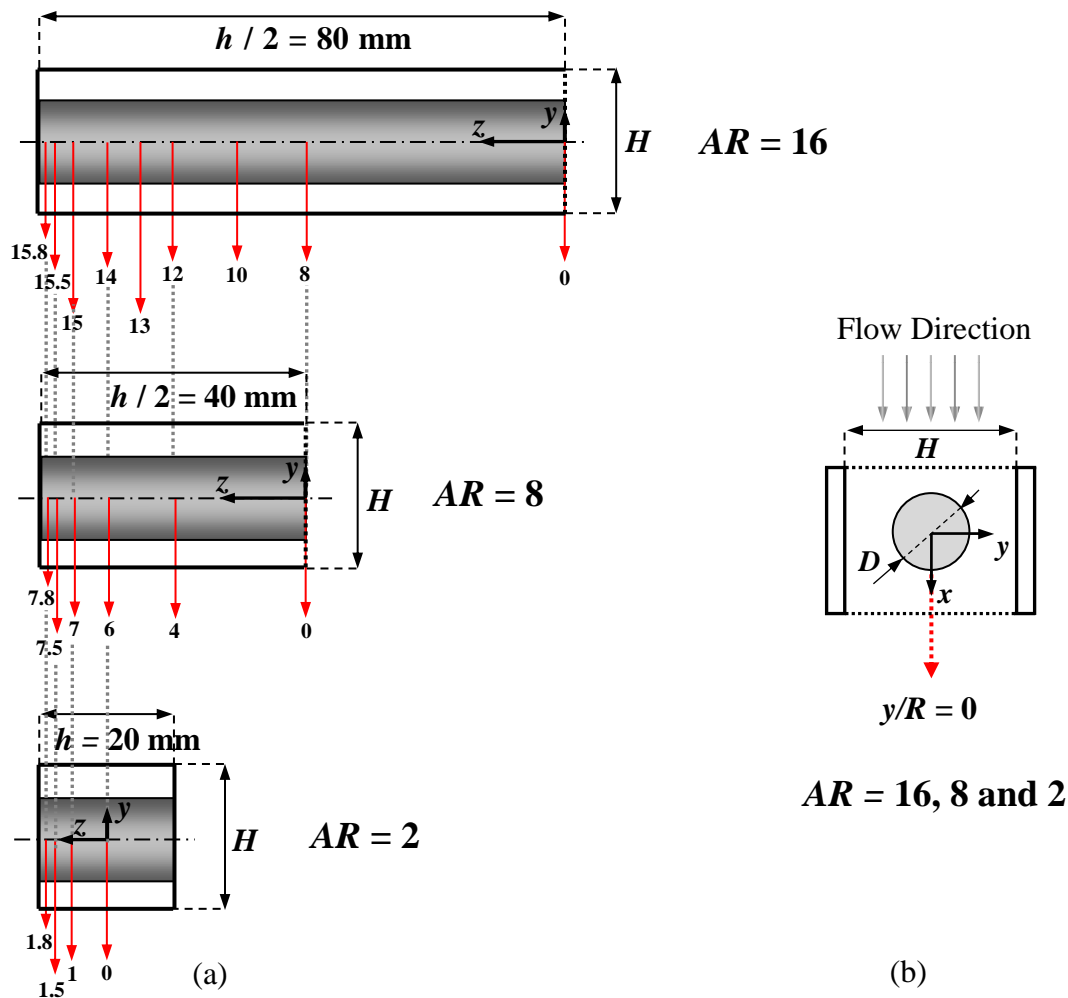 h / 2 = 80 mm
y
z
H
AR = 16
15.8
15.5
15
14
13
12
10
8
0
h / 2 = 40 mm
y
z
H
AR = 8
7.8
7.5
7
6
4
0
h = 20 mm
y
z
H
AR = 2
1.8
1.5
1
0
(a)
Flow Direction
H
D
y
x
y/R = 0
AR = 16, 8 and 2
(b)